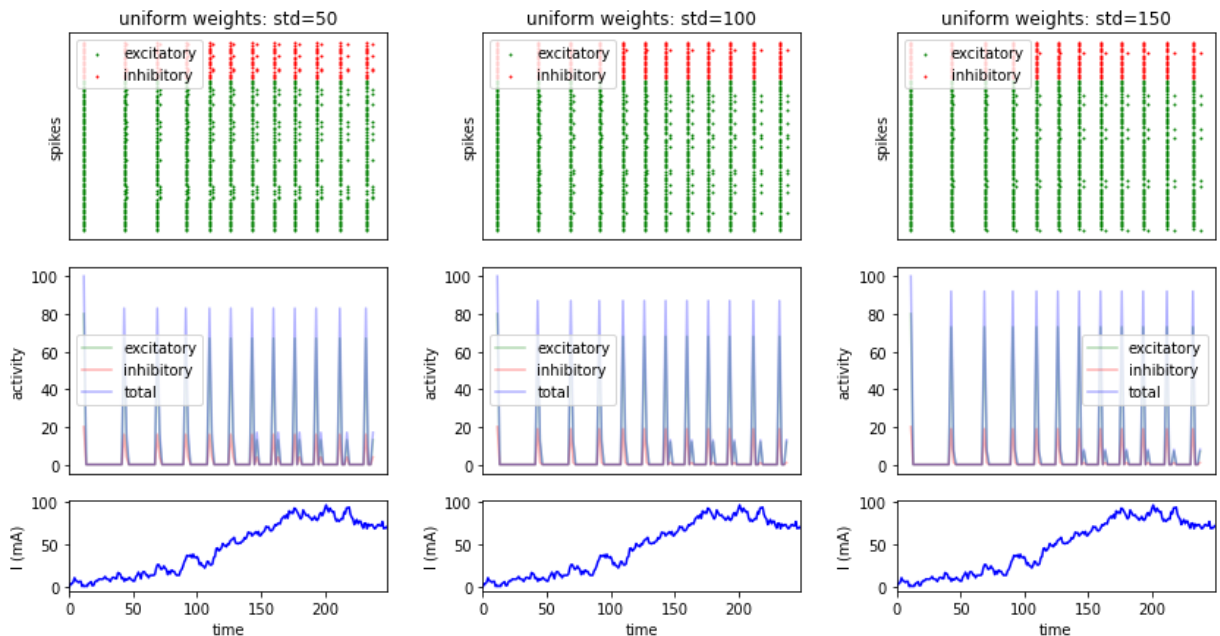 uniform weights: std=50
uniform weights: std=100
uniform weights: std=150
spikes
excitatory
inhibitory
spikes
excitatory
inhibitory
spikes
excitatory
inhibitory
activity
100
80
60
40
20
0
excitatory
inhibitory
total
activity
100
80
60
40
20
0
excitatory
inhibitory
total
activity
100
80
60
40
20
0
excitatory
inhibitory
total
I (mA)
100
50
0
0 50 100 150 200
time
I (mA)
100
50
0
0 50 100 150 200
time
I (mA)
100
50
0
0 50 100 150 200
time